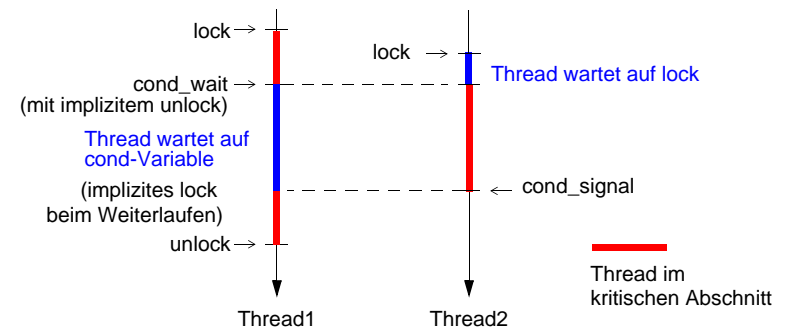 lock
lock
Thread wartet auf lock
cond_wait
(mit implizitem unlock)
Thread wartet auf
cond-Variable
(implizites lock
beim Weiterlaufen)
cond_signal
unlock
Thread im
kritischen Abschnitt
Thread1
Thread2